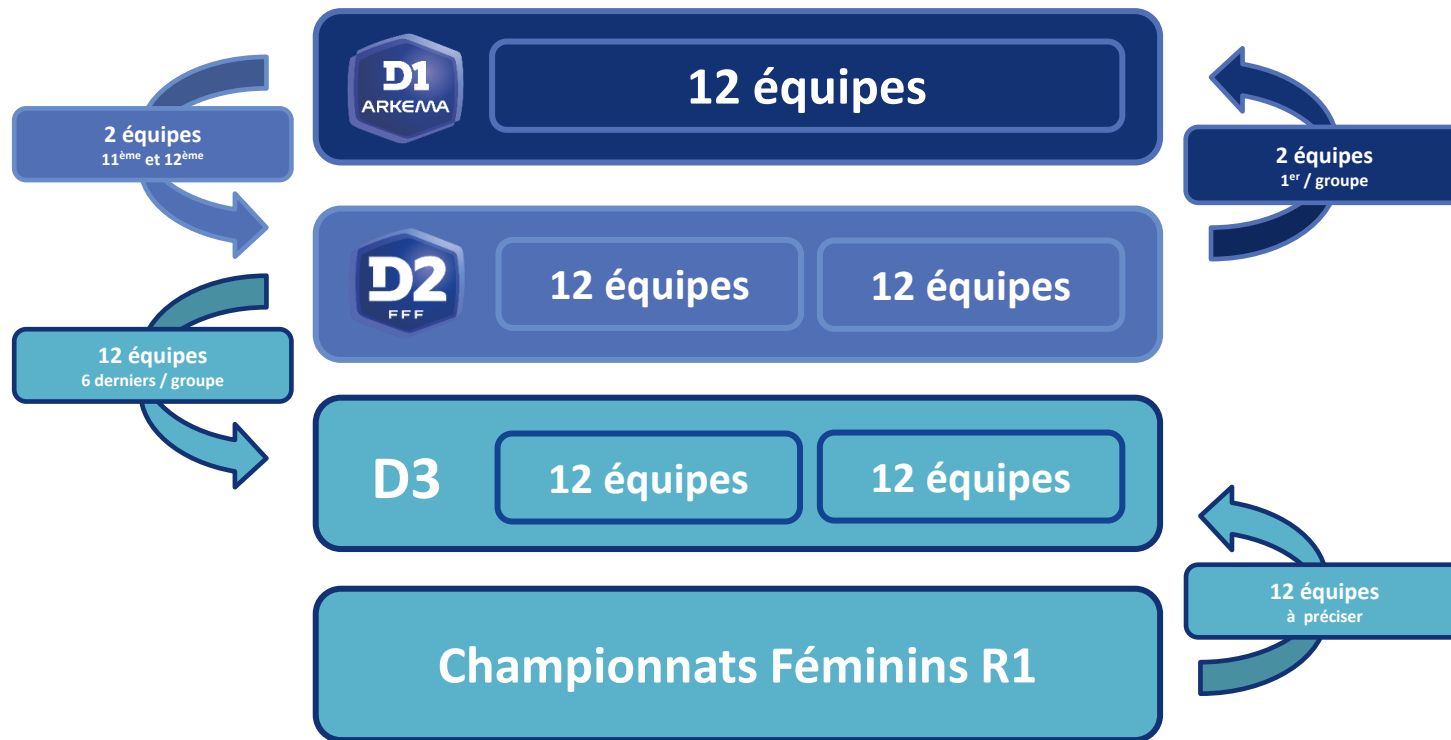 D1
ARKEMA
12 équipes
2 équipes
11ème et 12ème
2 équipes
1er / groupe
D2
FFF
12 équipes
12 équipes
12 équipes
6 derniers / groupe
D3
12 équipes
12 équipes
12 équipes
à préciser
Championnats Féminins R1